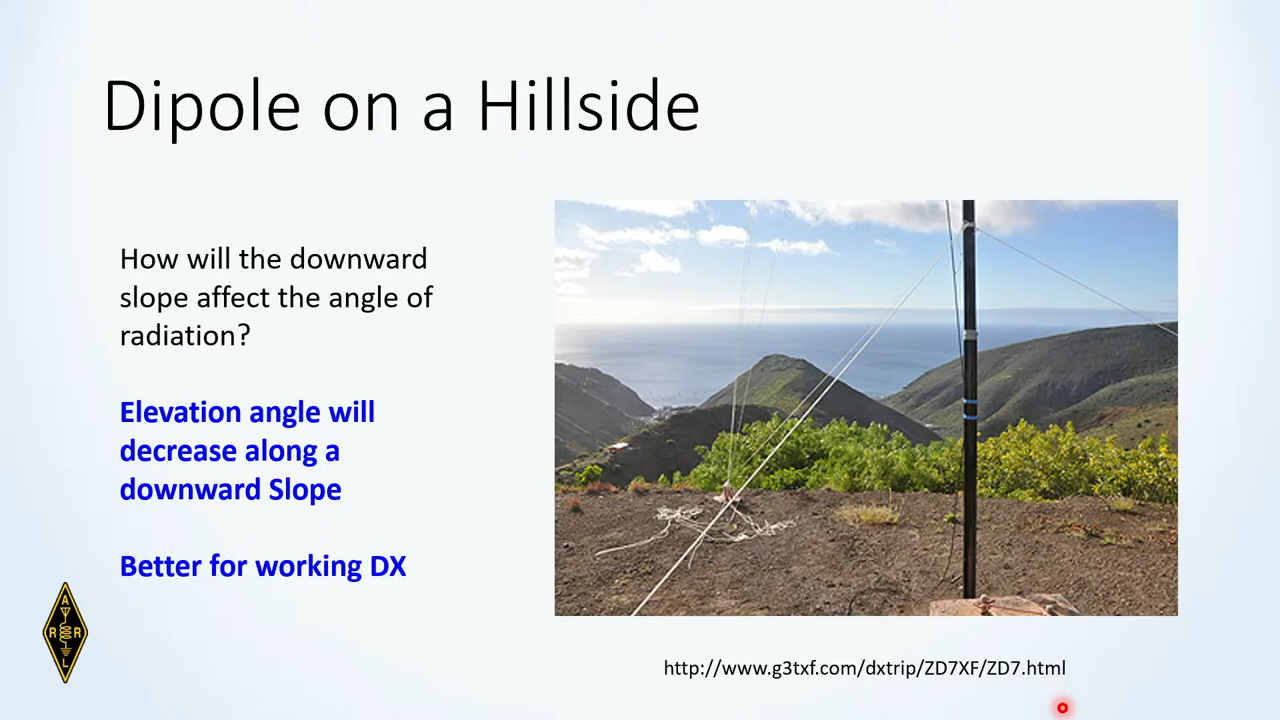 Dipole on a Hillside
How will the downward
slope affect the angle of
radiation?
Elevation angle will
decrease along a
downward Slope
Better for working DX
A
R R
L
http://www.g3txf.com/dxtrip/ZD7XF/ZD7.html